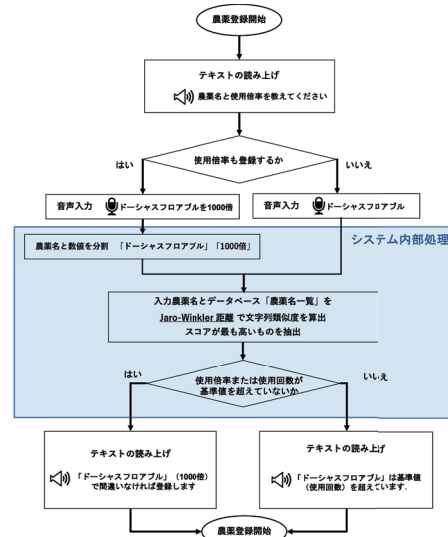 農薬登録開始
テキストの読み上げ
農薬名と使用倍率を教えてください
使用倍率も登録するか
はい
いいえ
音声入力 ドーシャスフロアブルを1000倍
音声入力 ドーシャスフロアブル
システム内部処理
農薬名と数値を分割 「ドーシャスフロアブル」「1000倍」
入力農薬名とデータベース「農薬名一覧」を
Jaro-Winkler 距離 で文字列類似度を算出
スコアが最も高いものを抽出
はい
いいえ
使用倍率または使用回数が
基準値を超えていないか
テキストの読み上げ
「ドーシャスフロアブル」（1000倍）
で間違いなければ登録します
テキストの読み上げ
「ドーシャスフロアブル」は基準値
（使用回数）を超えています.
農薬登録開始